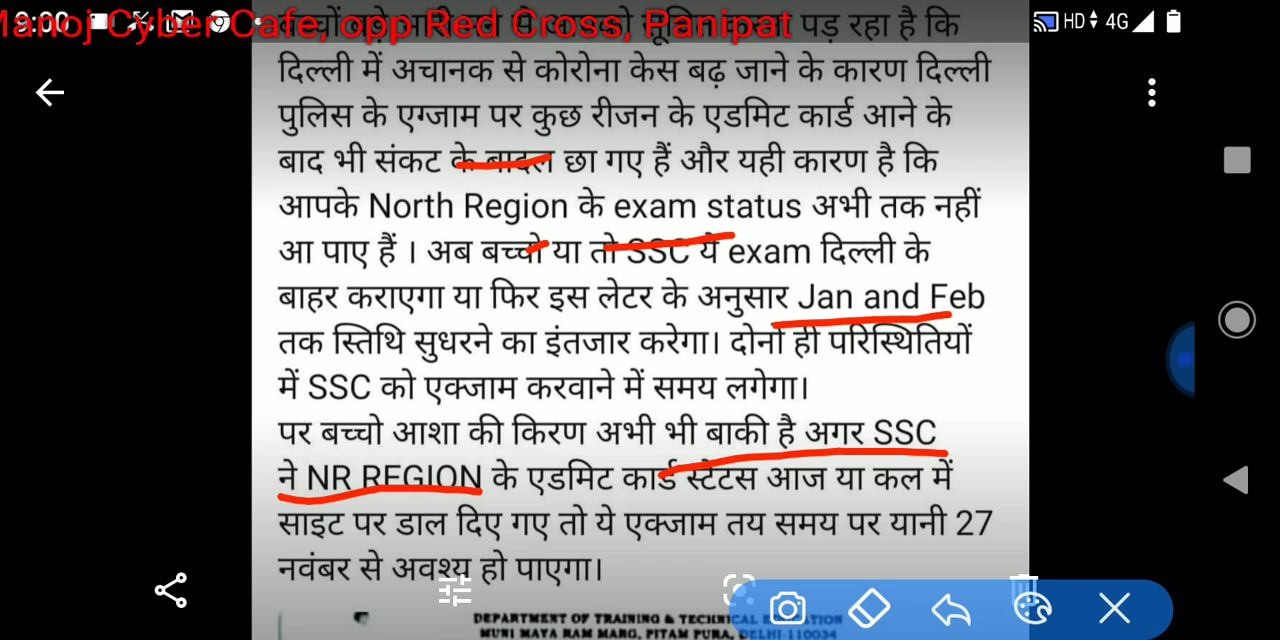 Manoj Cyber Cafe, opp Red Cross, Panipat
9:00
HD 4G
पड़ रहा है कि
दिल्ली में अचानक से कोरोना केस बढ़ जाने के कारण दिल्ली
पुलिस के एग्जाम पर कुछ रीजन के एडमिट कार्ड आने के
बाद भी संकट के बादल छा गए हैं और यही कारण है कि
आपके North Region के exam status अभी तक नहीं
आ पाए हैं । अब बच्चो या तो SSC ये exam दिल्ली के
बाहर कराएगा या फिर इस लेटर के अनुसार Jan and Feb
तक स्तिथि सुधरने का इंतजार करेगा। दोनों ही परिस्थितियों
में SSC को एक्जाम करवाने में समय लगेगा।
पर बच्चो आशा की किरण अभी भी बाकी है अगर SSC
ने NR REGION के एडमिट कार्ड स्टेटस आज या कल में
साइट पर डाल दिए गए तो ये एक्जाम तय समय पर यानी 27
नवंबर से अवश्य हो पाएगा।
DEPARTMENT OF TRAINING & TECHNICAL EDUCATION
MUNI MAYA RAM MARG, PITAM PURA, DELHI-110034